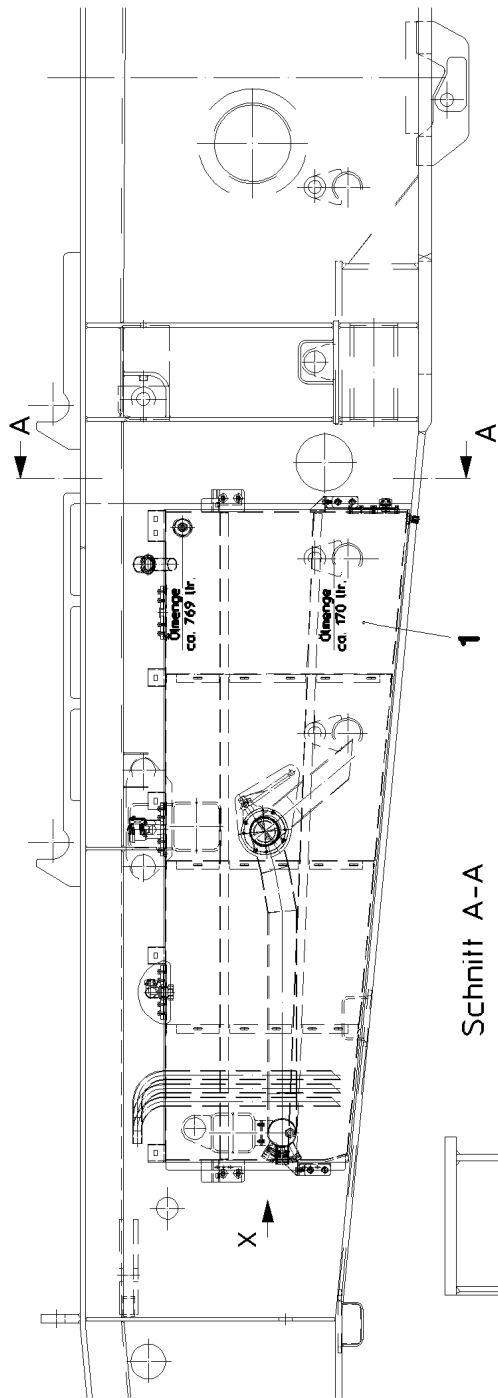 A
A
Ölmenge
ca. 769 ltr.
Ölmenge
ca. 170 ltr.
1
X
Schnitt A-A